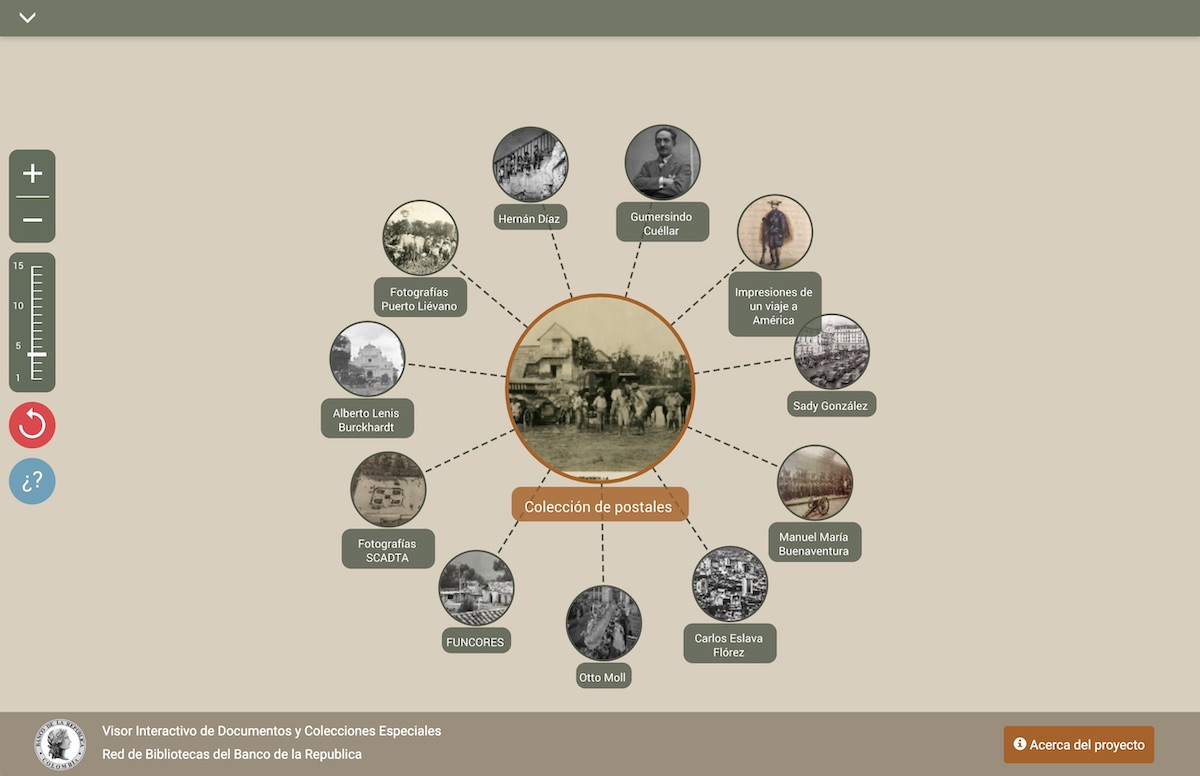 15
10
5
1
¿?
Hernán Díaz
Gumersindo
Cuéllar
Fotografías
Puerto Liévano
Impresiones de
un viaje a
América
Alberto Lenis
Burckhardt
Sady González
Colección de postales
Fotografías
SCADTA
Manuel María
Buenaventura
FUNCORES
Carlos Eslava
Flórez
Otto Moll
BANCO DE LA REPUBLICA
COLOMBIA
Visor Interactivo de Documentos y Colecciones Especiales
Red de Bibliotecas del Banco de la Republica
Acerca del proyecto